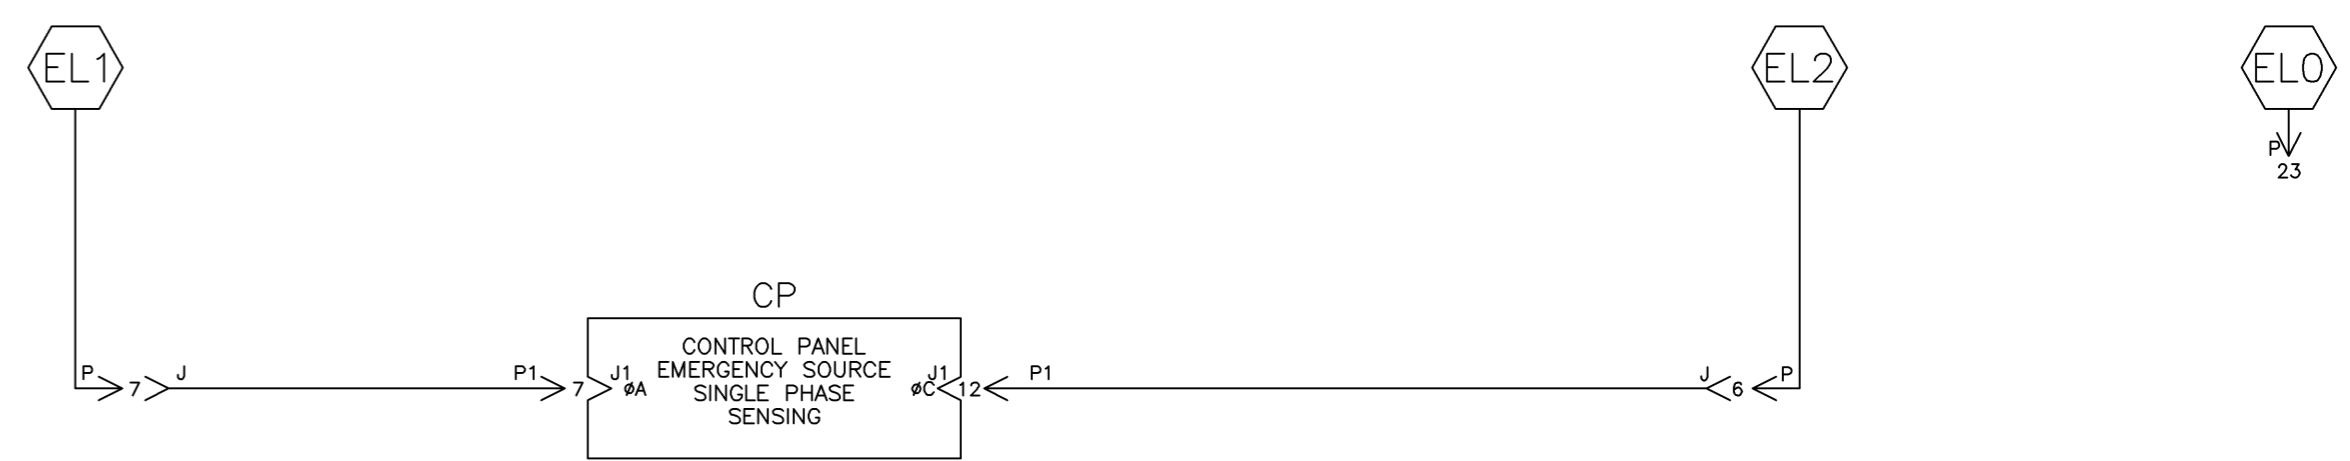 EL1
EL2
EL0
P
23
CP
CONTROL PANEL
EMERGENCY SOURCE
SINGLE PHASE
SENSING
P
7
J
P1
7
J1
øA
J1
øC
12
P1
J
6
P